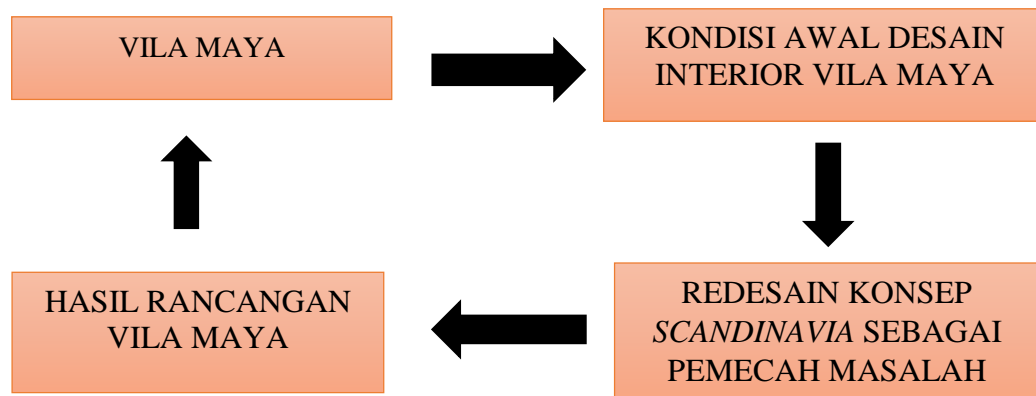 VILA MAYA
KONDISI AWAL DESAIN
INTERIOR VILA MAYA
REDESAIN KONSEP
SCANDINAVIA SEBAGAI
PEMECAH MASALAH
HASIL RANCANGAN
VILA MAYA